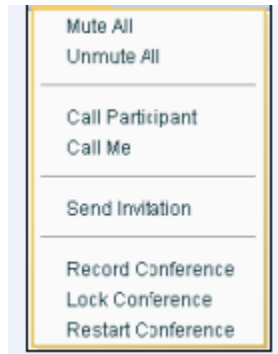 Mute All
Unmute All
Call Participant
Call Me
Send Invitation
Record Conference
Lock Conference
Restart Conference